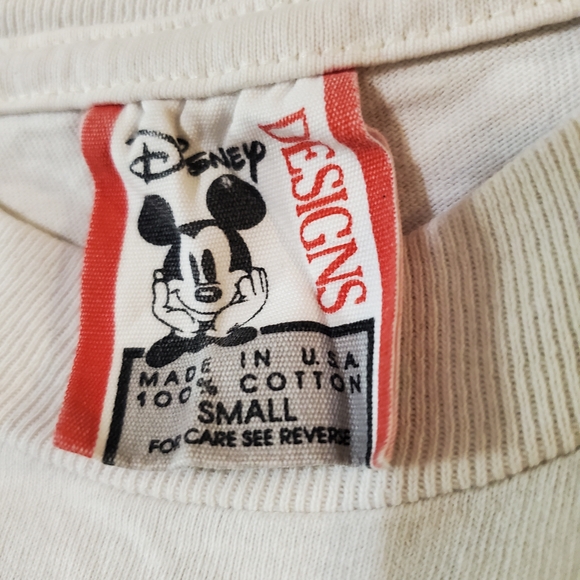 Disney
DESIGNS
MADE IN U.S.A
100% COTTON
SMALL
FOR CARE SEE REVERSE